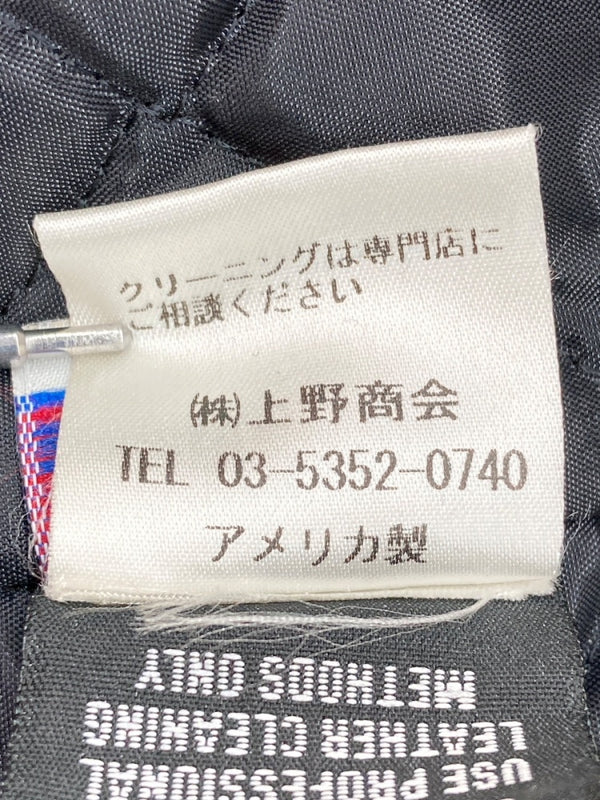 クリーニングは専門店に
ご相談ください
㈱上野商会
TEL 03-5352-0740
アメリカ製
USE PROFESSIONAL
LEATHER CLEANING
METHODS ONLY